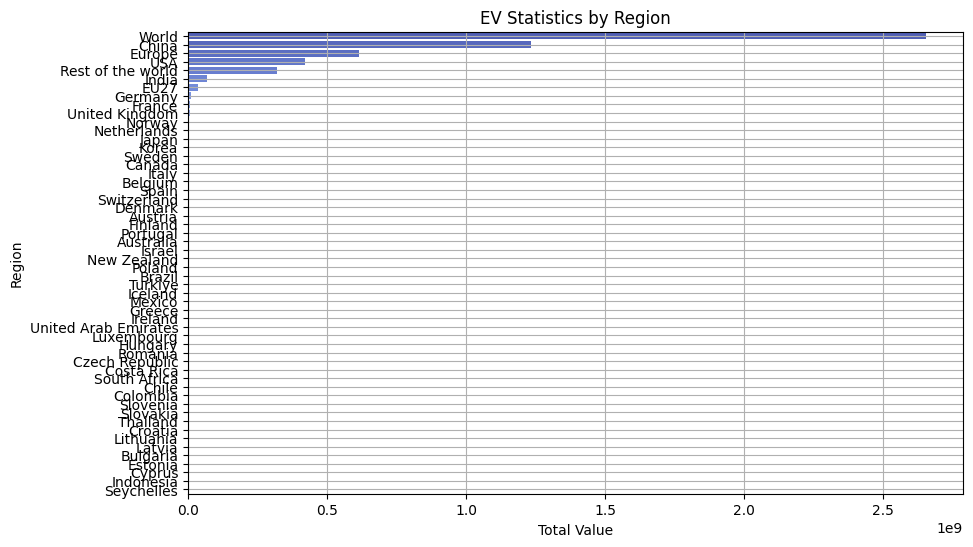 EV Statistics by Region
World
China
Europe
USA
Rest of the world
India
EU27
Germany
France
United Kingdom
Norway
Netherlands
Japan
Korea
Sweden
Canada
Italy
Belgium
Spain
Switzerland
Denmark
Austria
Finland
Portugal
Australia
Israel
New Zealand
Poland
Brazil
Turkiye
Iceland
Mexico
Greece
Ireland
United Arab Emirates
Luxembourg
Hungary
Romania
Czech Republic
Costa Rica
South Africa
Chile
Colombia
Slovenia
Slovakia
Thailand
Croatia
Lithuania
Latvia
Bulgaria
Estonia
Cyprus
Indonesia
Seychelles
Region
0.0 0.5 1.0 1.5 2.0 2.5
1e9
Total Value